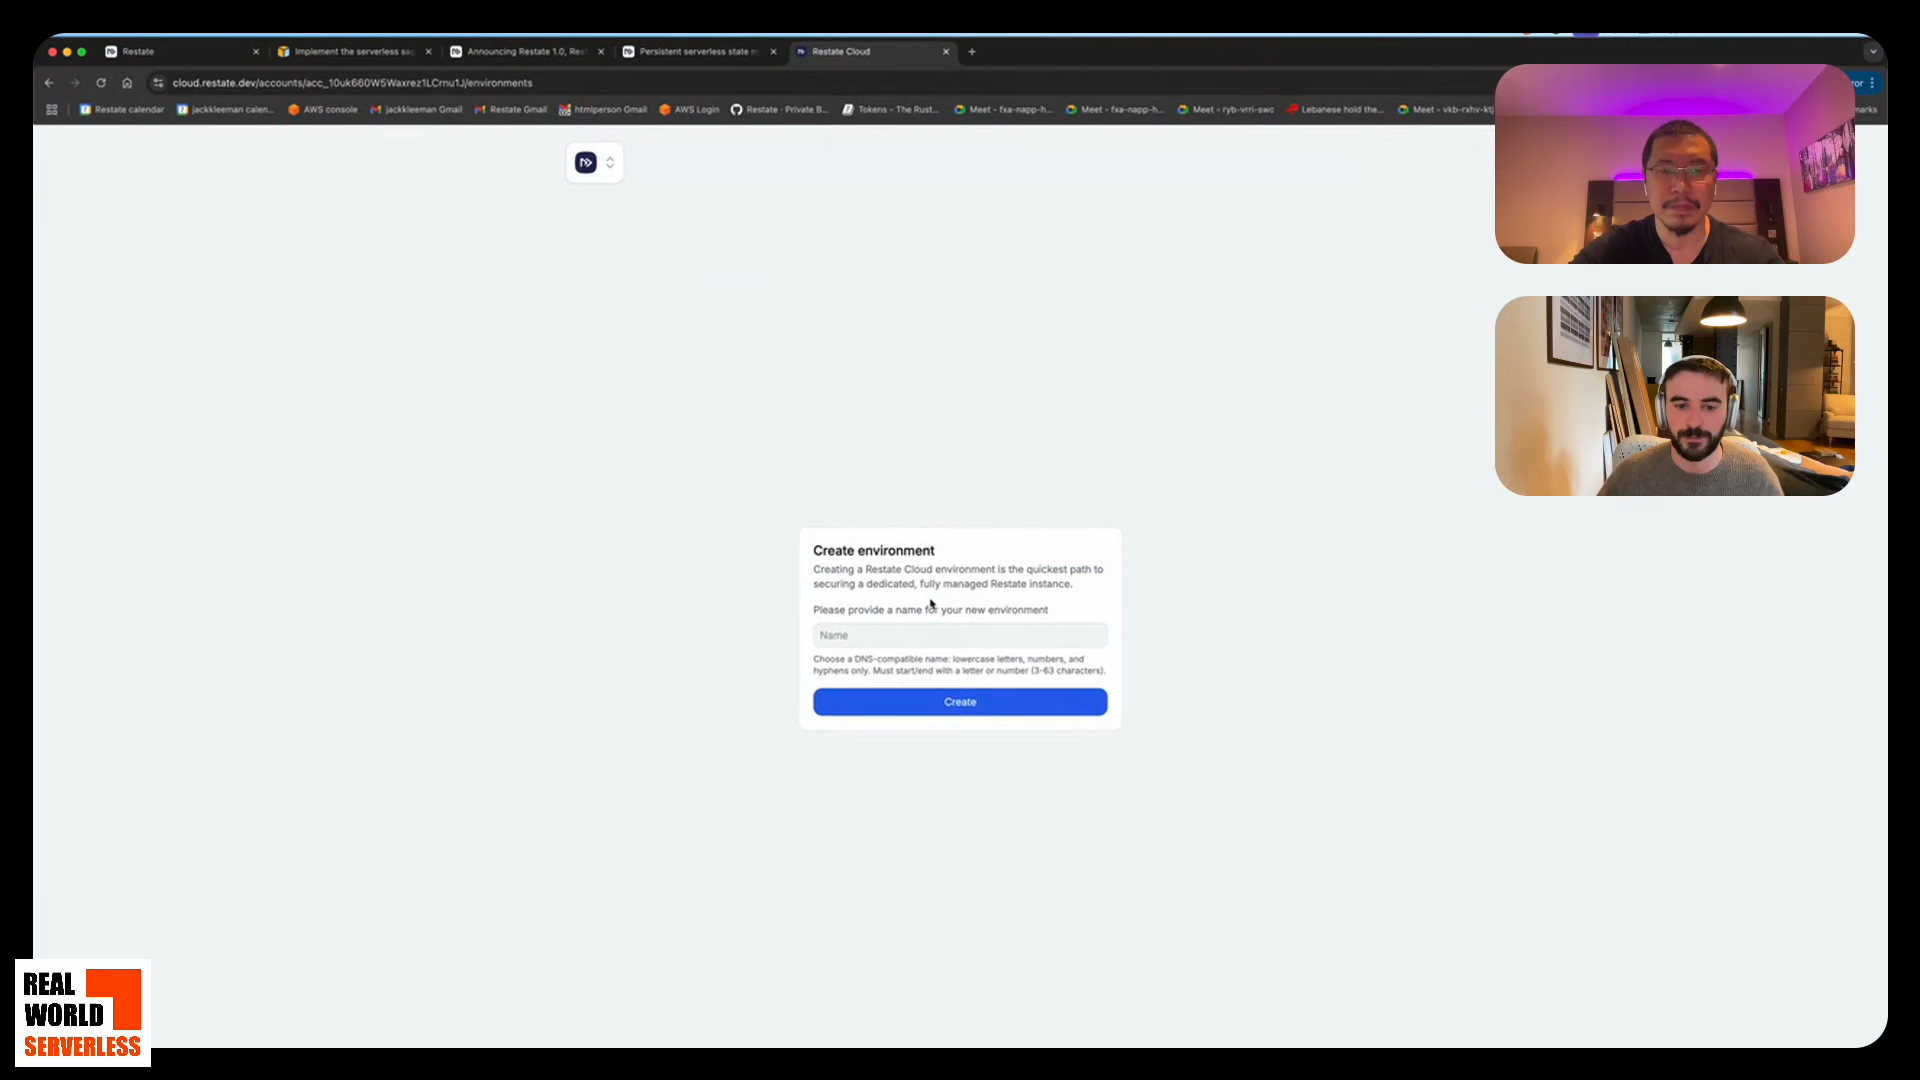 Restate
Implement the serverless sag
Announcing Restate 1.0, Res
Persistent serverless state m
Restate Cloud
cloud.restate.dev/accounts/acc_10uk660W5Waxrez1LCrnu1J/environments
Restate calendar
jackkleeman calen...
AWS console
jackkleeman Gmail
Restate Gmail
htmlperson Gmail
AWS Login
Restate · Private B...
Tokens - The Rust...
Meet - fxa-napp-h...
Meet - fxa-napp-h...
Meet - ryb-vrri-swc
Lebanese hold the...
Meet - vkb-rxhv-ktj
Create environment
Creating a Restate Cloud environment is the quickest path to
securing a dedicated, fully managed Restate instance.
Please provide a name for your new environment
Name
Choose a DNS-compatible name: lowercase letters, numbers, and
hyphens only. Must start/end with a letter or number (3-63 characters).
Create
REAL
WORLD
SERVERLESS